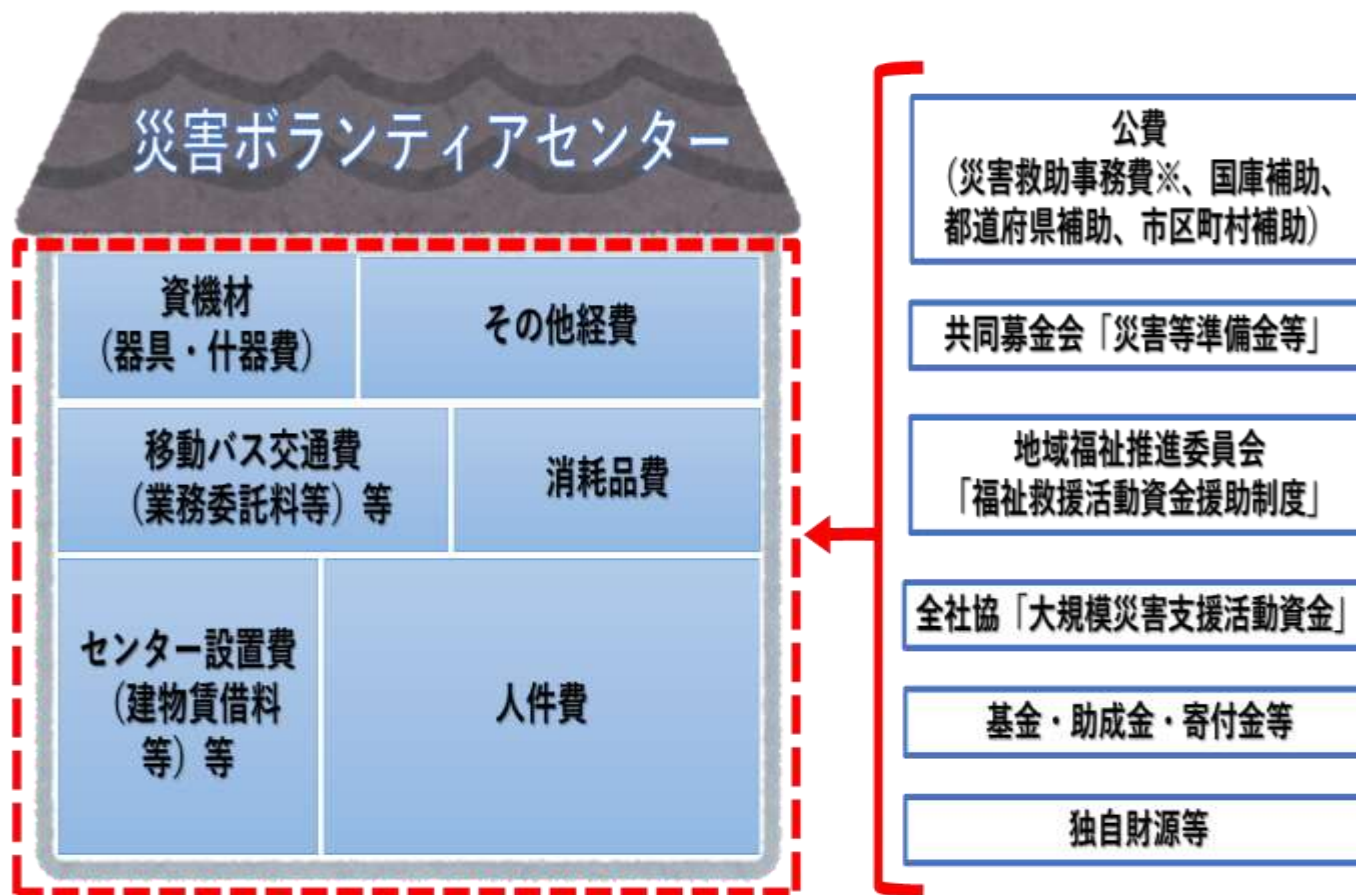 災害ボランティアセンター
資機材
（器具・什器費）
その他経費
移動バス交通費
（業務委託料等）等
消耗品費
センター設置費
（建物賃借料
等）等
人件費
公費
（災害救助事務費※、国庫補助、
都道府県補助、市区町村補助）
共同募金会「災害等準備金等」
地域福祉推進委員会
「福祉救援活動資金援助制度」
全社協「大規模災害支援活動資金」
基金・助成金・寄付金等
独自財源等